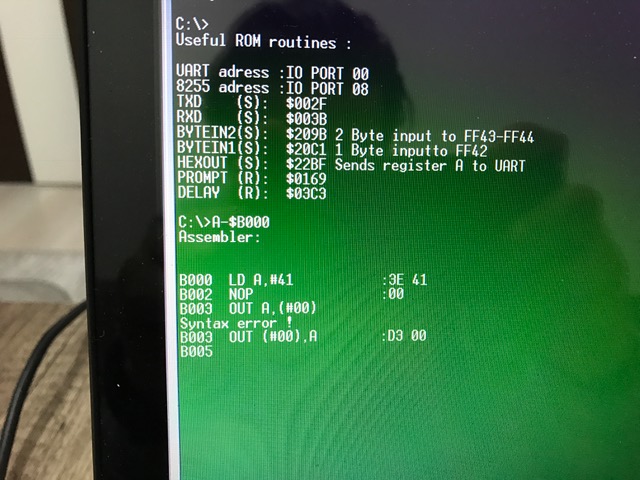 C:\>
Useful ROM routines :
UART adress :IO PORT 00
8255 adress :IO PORT 08
TXD (S): $002F
RXD (S): $003B
BYTEIN2(S): $209B 2 Byte input to FF43-FF44
BYTEIN1(S): $20C1 1 Byte inputto FF42
HEXOUT (S): $22BF Sends register A to UART
PROMPT (R): $0169
DELAY (R): $03C3
C:\>A-$B000
Assembler:
B000 LD A,#41 :3E 41
B002 NOP :00
B003 OUT A,(#00)
Syntax error !
B003 OUT (#00),A :D3 00
B005